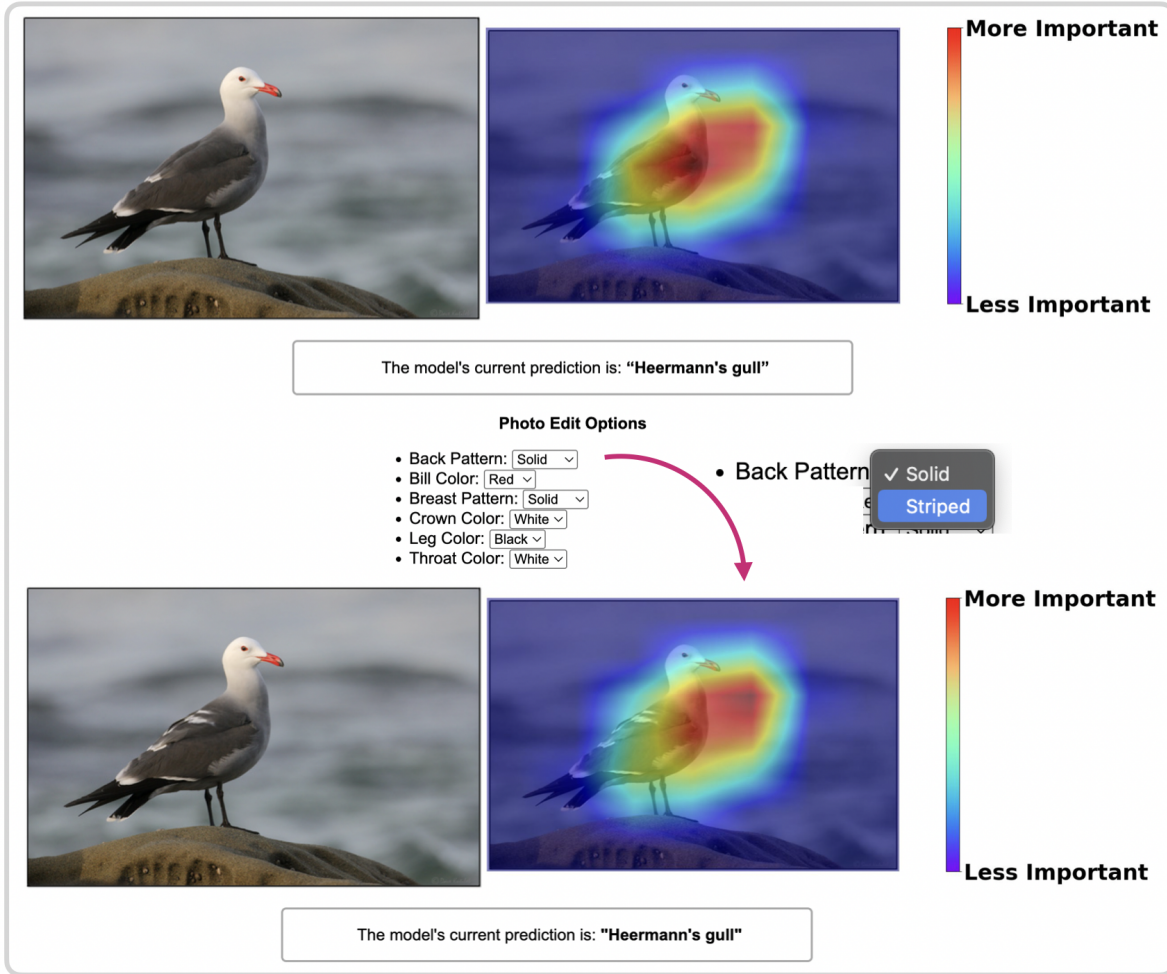 More Important
Less Important
The model's current prediction is: “Heermann's gull”
Photo Edit Options
• Back Pattern: Solid
• Bill Color: Red
• Breast Pattern: Solid
• Crown Color: White
• Leg Color: Black
• Throat Color: White
• Back Pattern
✓ Solid
Striped
More Important
Less Important
The model's current prediction is: "Heermann's gull"